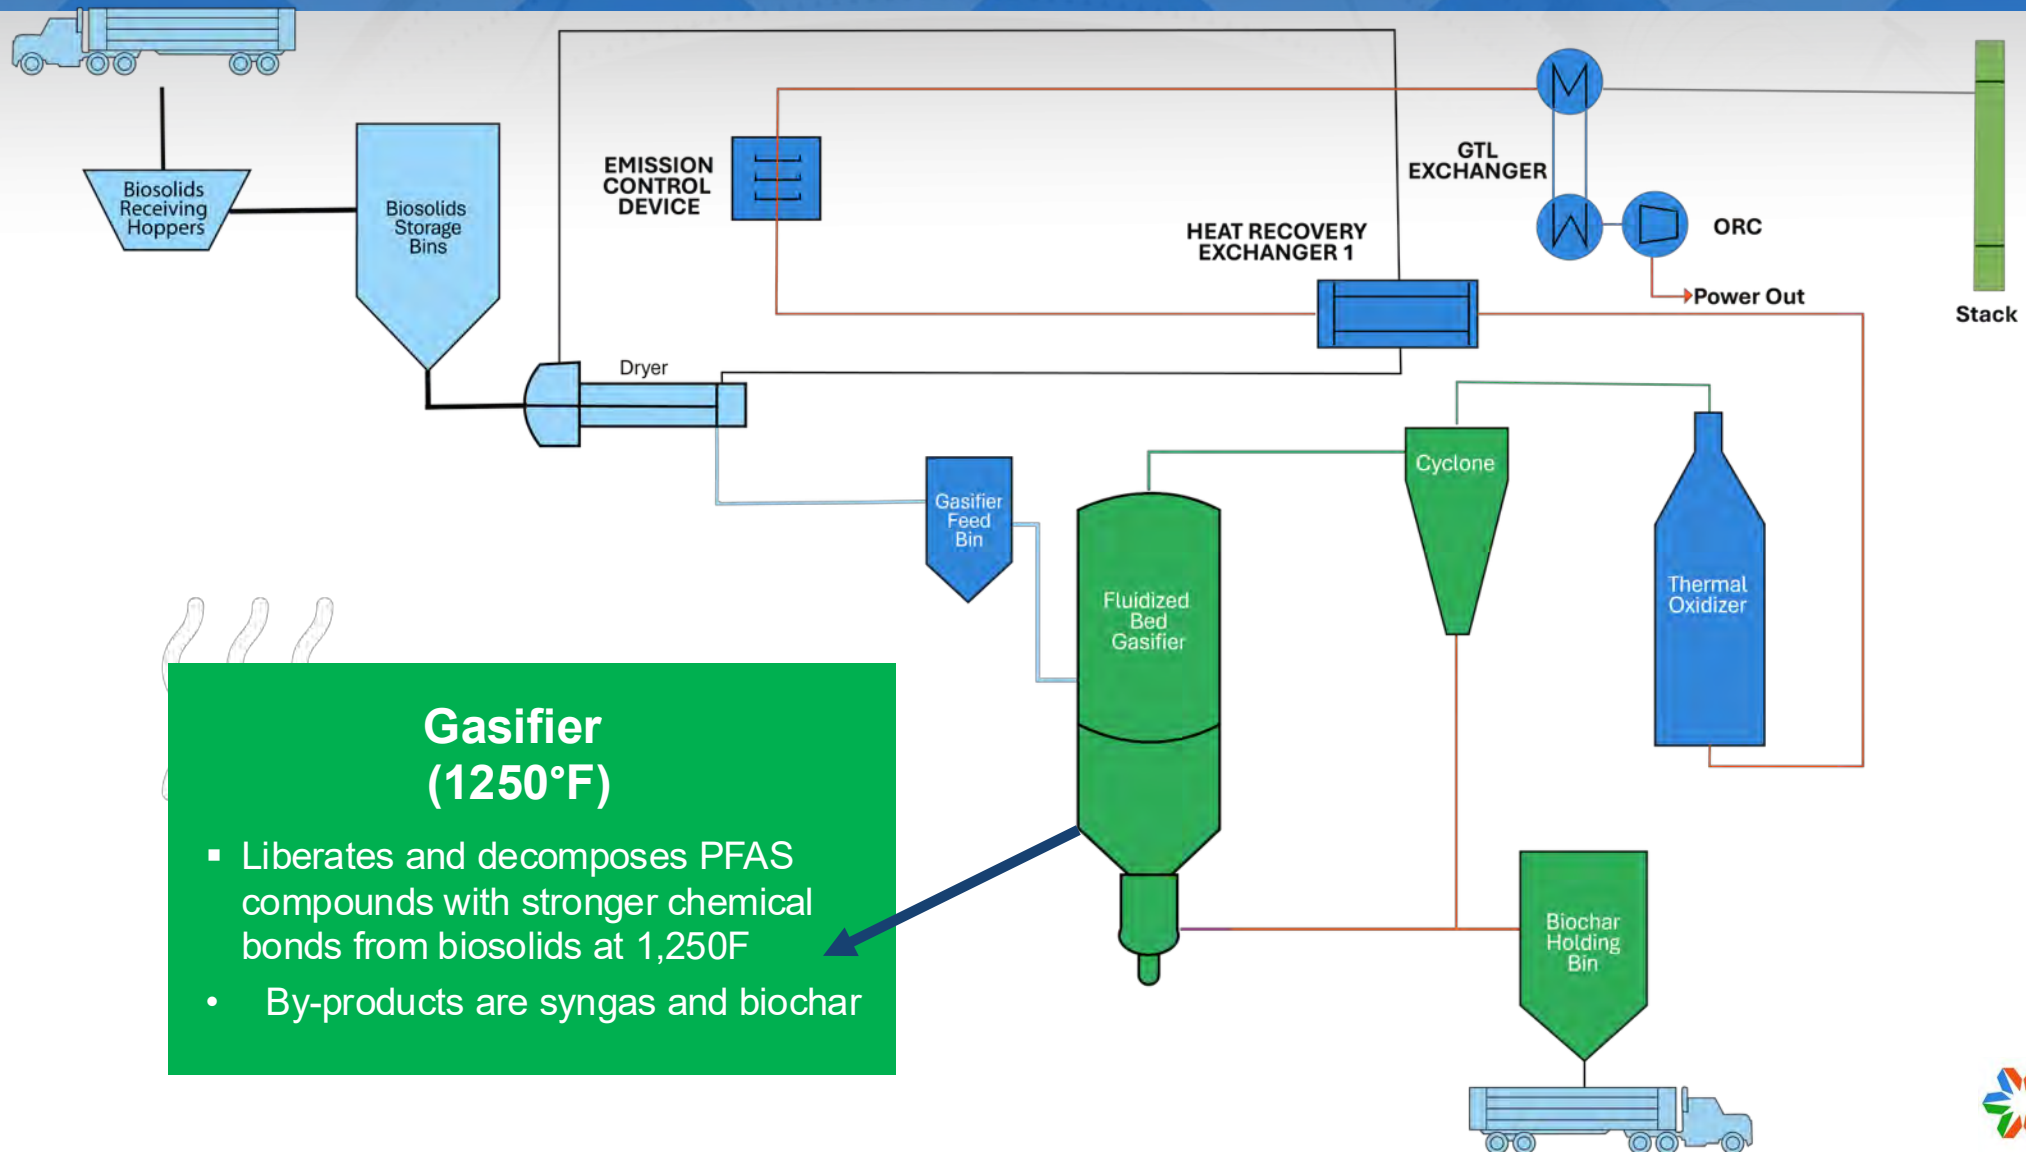 Biosolids
Receiving
Hoppers
Biosolids
Storage
Bins
EMISSION
CONTROL
DEVICE
GTL
EXCHANGER
HEAT RECOVERY
EXCHANGER 1
ORC
Power Out
Stack
Dryer
Gasifier
Feed
Bin
Cyclone
Fluidized
Bed
Gasifier
Thermal
Oxidizer
Gasifier
(1250°F)
▪ Liberates and decomposes PFAS
compounds with stronger chemical
bonds from biosolids at 1,250F
• By-products are syngas and biochar
Biochar
Holding
Bin